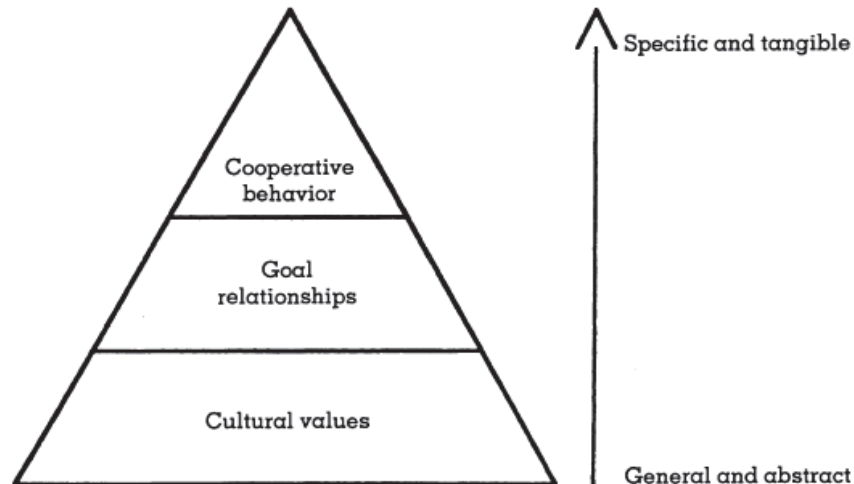 Specific and tangible
Cooperative
behavior
Goal
relationships
Cultural values
General and abstract